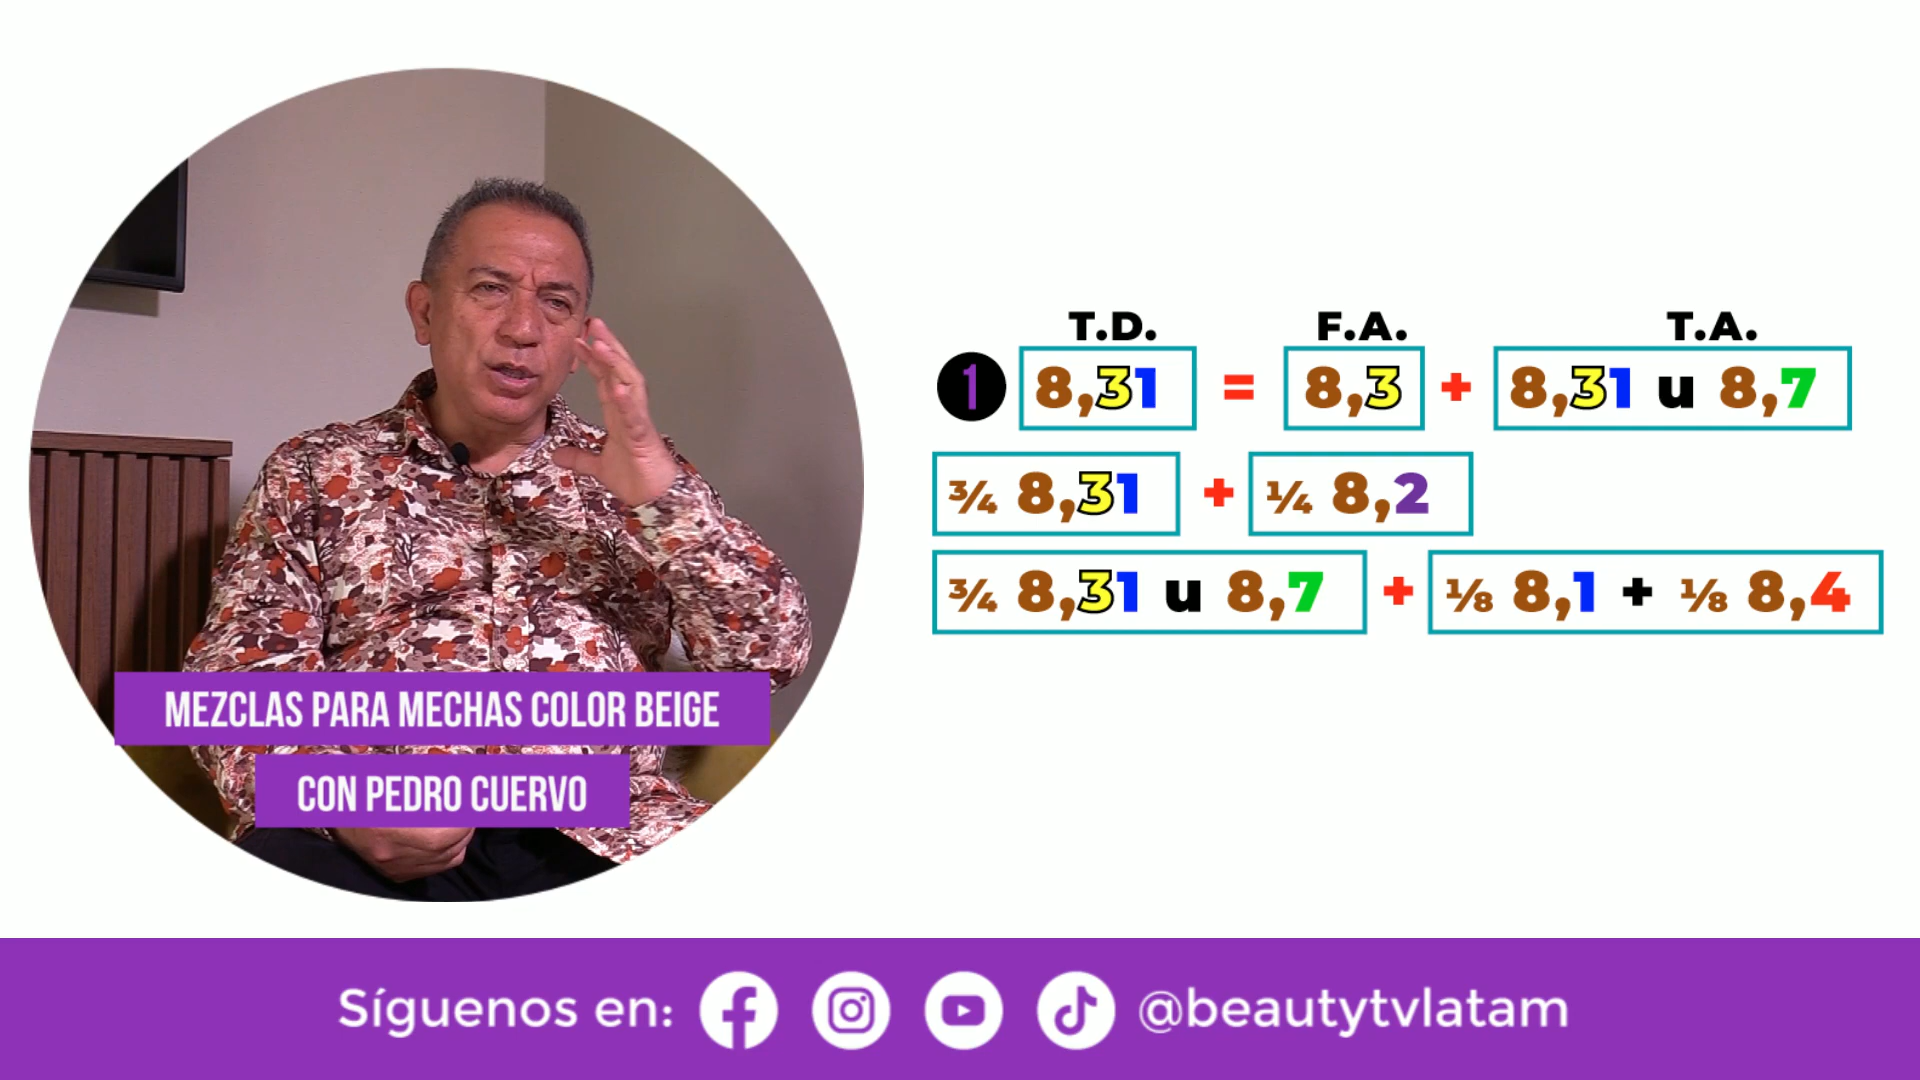 T.D. F.A. T.A.
1 8,31 = 8,3 + 8,31 u 8,7
¾ 8,31 + ¼ 8,2
¾ 8,31 u 8,7 + ⅛ 8,1 + ⅛ 8,4
MEZCLAS PARA MECHAS COLOR BEIGE
CON PEDRO CUERVO
Síguenos en: @beautytvlatam